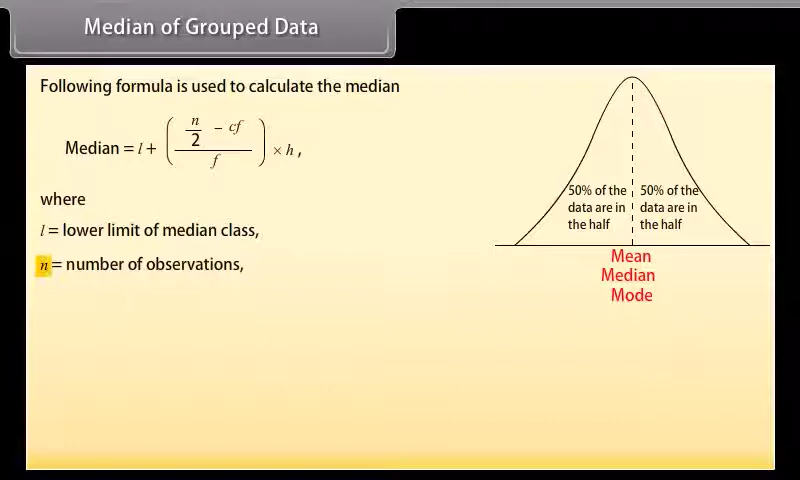 Median of Grouped Data
Following formula is used to calculate the median
Median = l + ( (n/2 − cf) / f ) × h ,
where
l = lower limit of median class,
n = number of observations,
50% of the data are in the half
50% of the data are in the half
Mean
Median
Mode